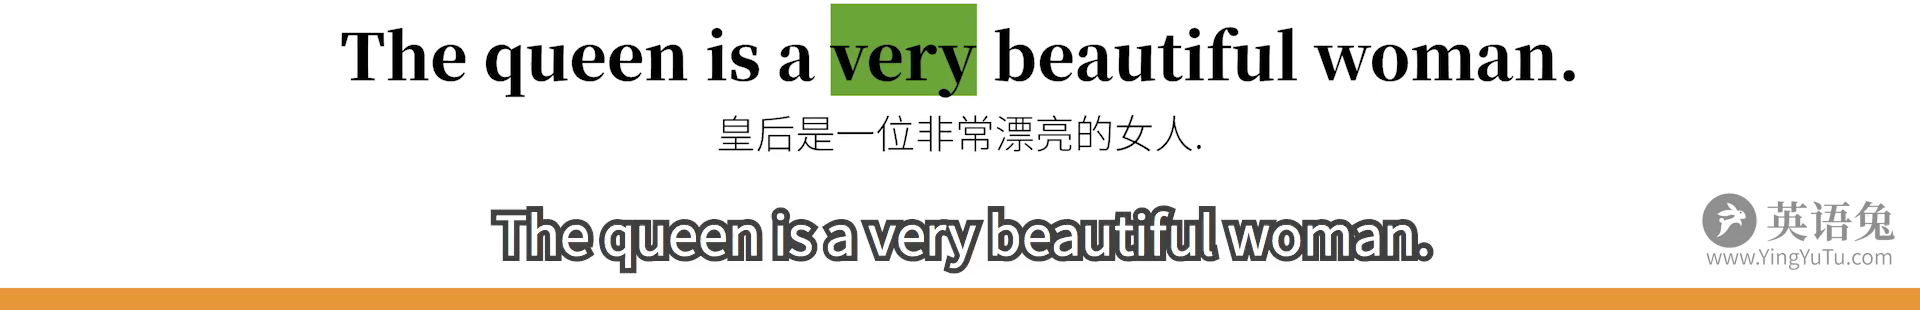 The queen is a very beautiful woman.
皇后是一位非常漂亮的女人.
The queen is a very beautiful woman.
英语兔
www.YingYuTu.com